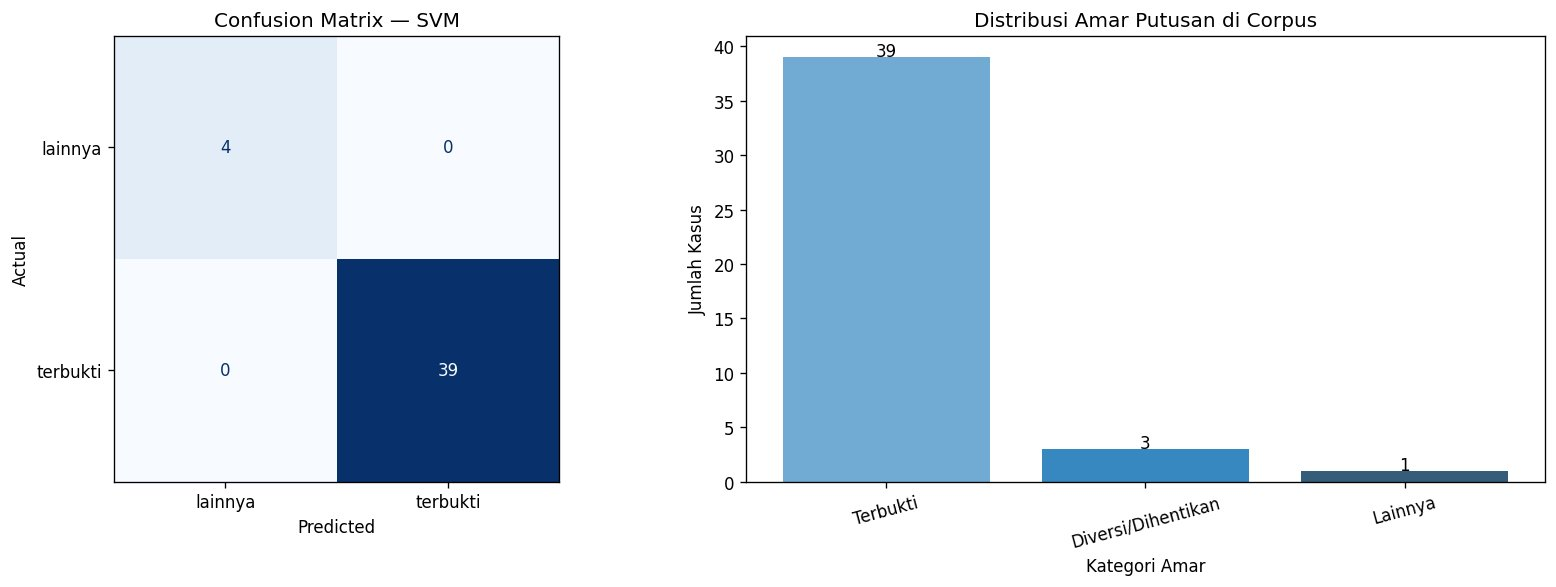 Confusion Matrix — SVM
lainnya
terbukti
Actual
4
0
0
39
lainnya
terbukti
Predicted
Distribusi Amar Putusan di Corpus
Jumlah Kasus
40
35
30
25
20
15
10
5
0
39
3
1
Terbukti
Diversi/Dihentikan
Lainnya
Kategori Amar